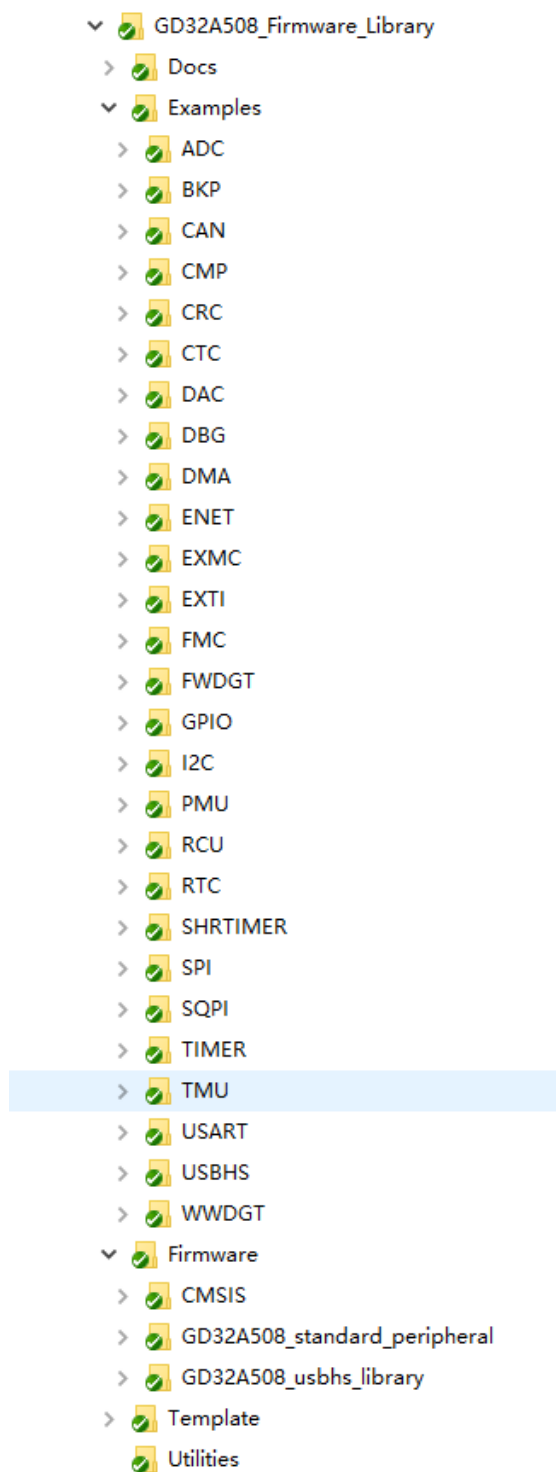 GD32A508_Firmware_Library
Docs
Examples
ADC
BKP
CAN
CMP
CRC
CTC
DAC
DBG
DMA
ENET
EXMC
EXTI
FMC
FWDGT
GPIO
I2C
PMU
RCU
RTC
SHRTIMER
SPI
SQPI
TIMER
TMU
USART
USBHS
WWDGT
Firmware
CMSIS
GD32A508_standard_peripheral
GD32A508_usbhs_library
Template
Utilities